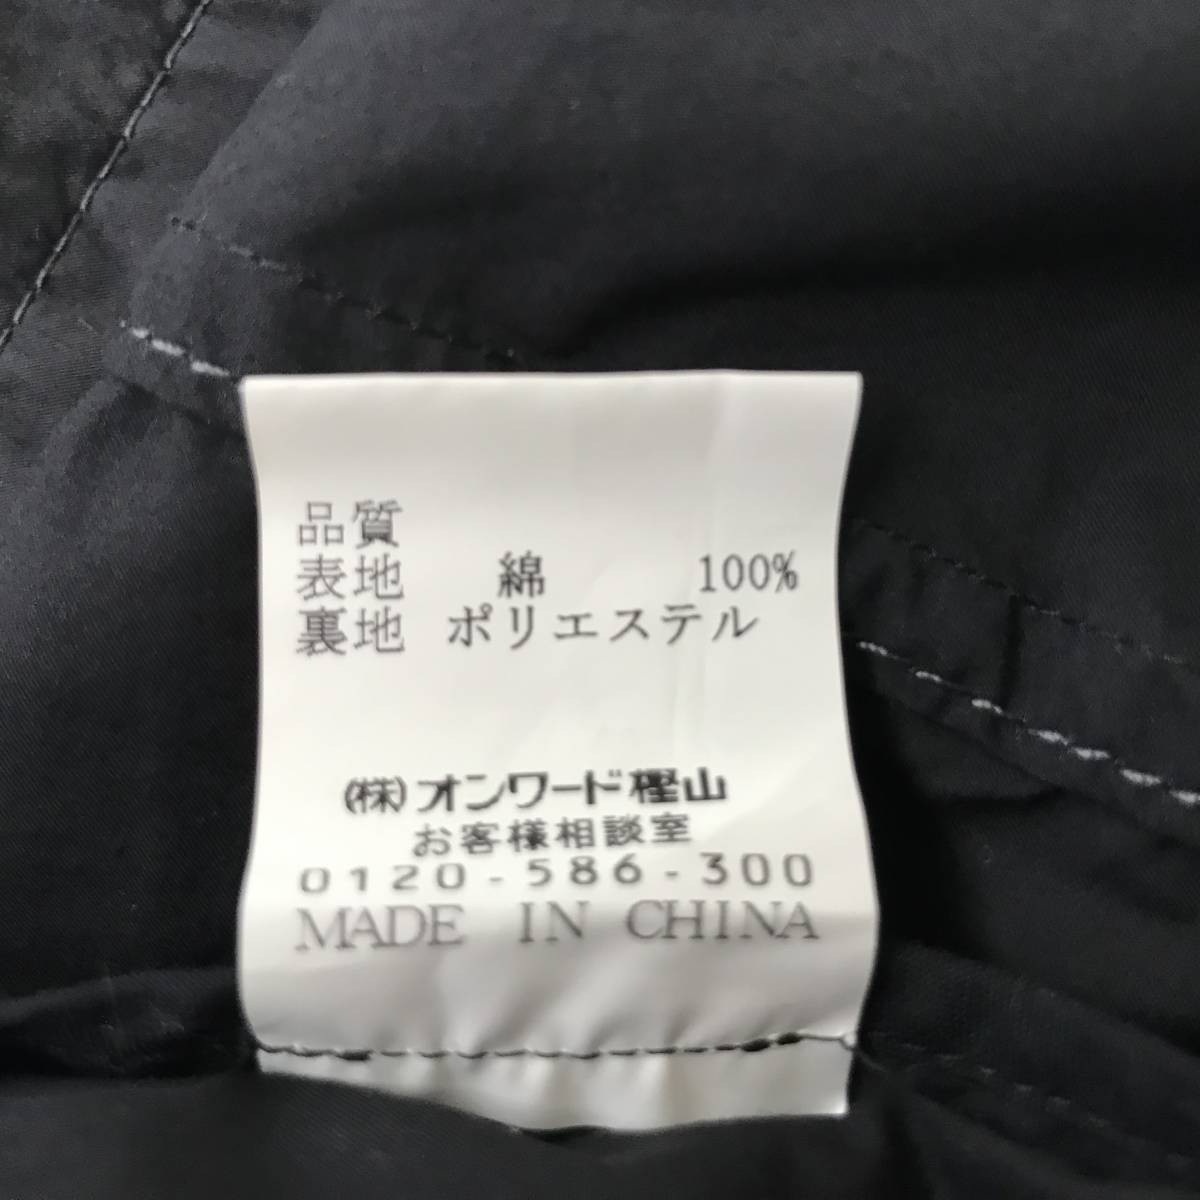 品質
表地 綿 100%
裏地 ポリエステル
(株)オンワード樫山
お客様相談室
0120-586-300
MADE IN CHINA